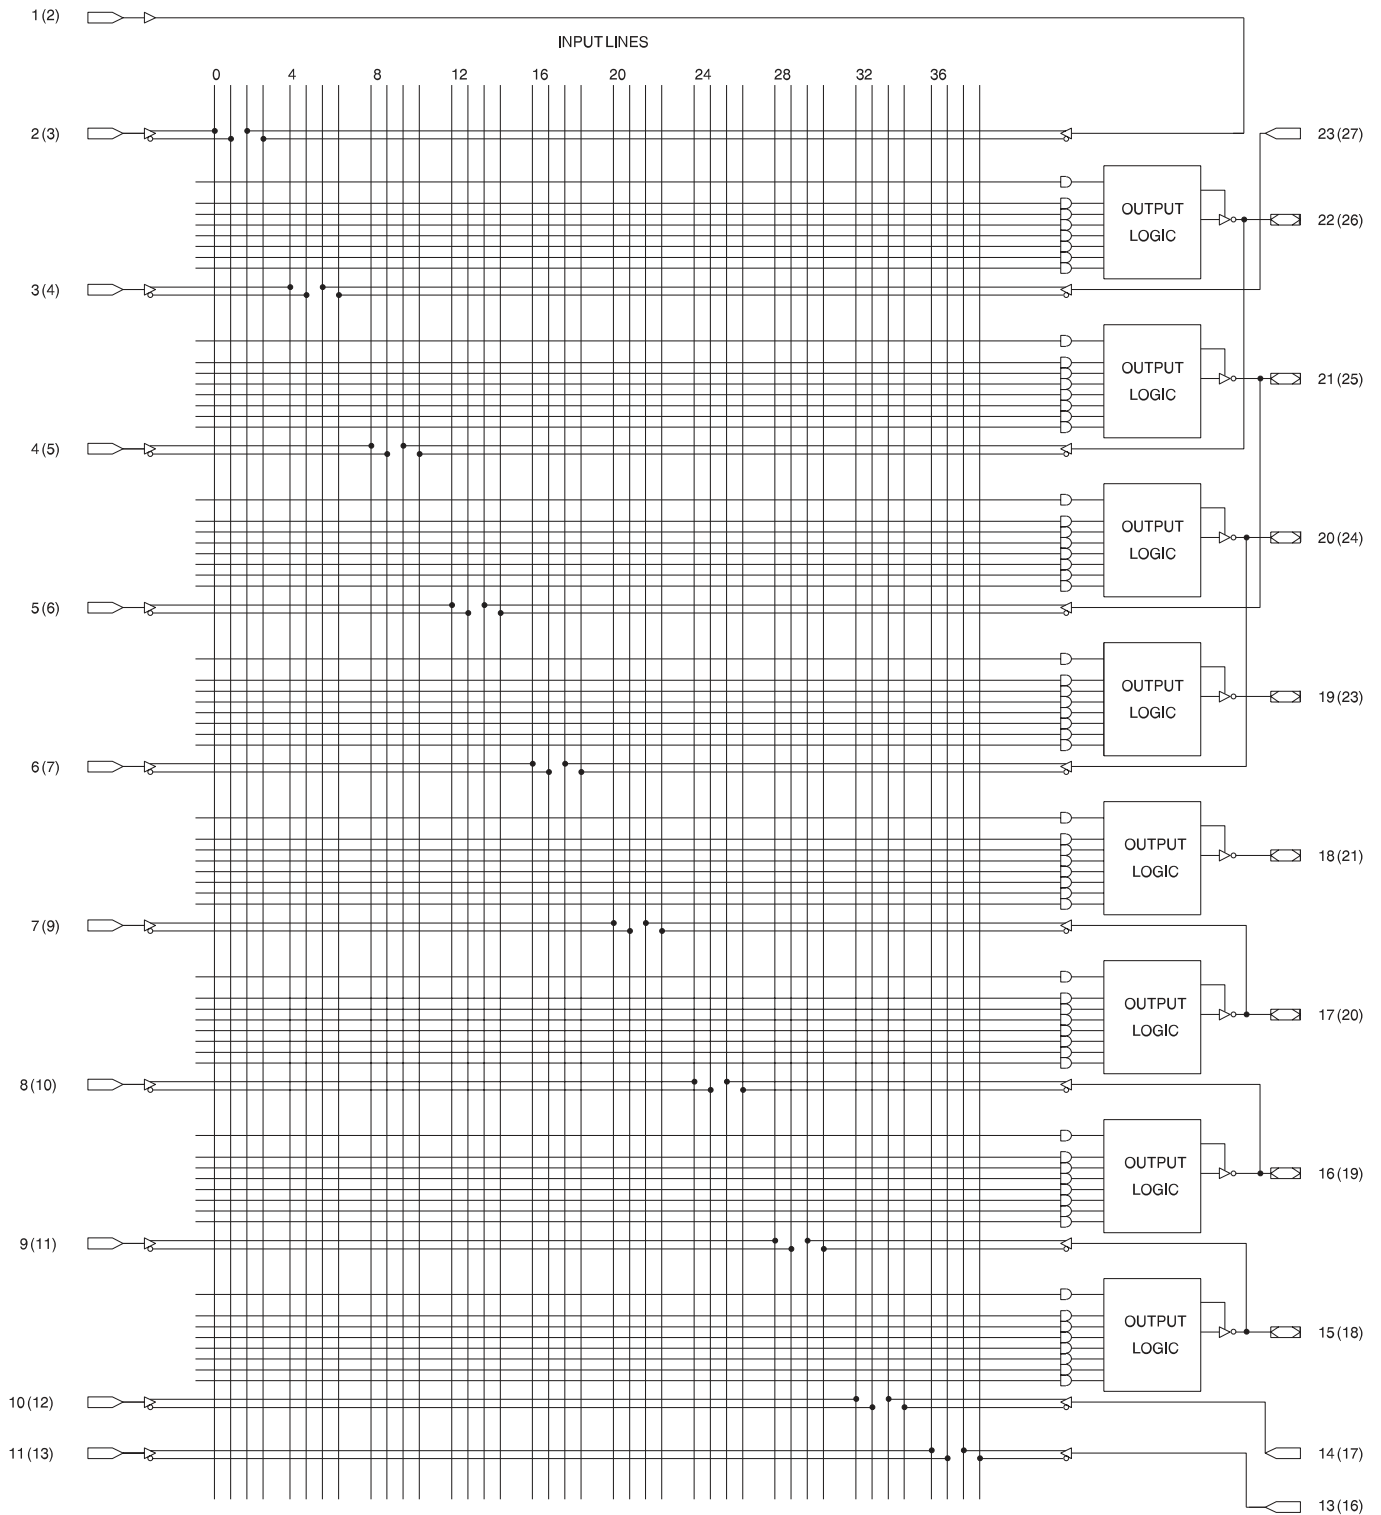 1 (2)
INPUT LINES
0 4 8 12 16 20 24 28 32 36
2 (3)
23 (27)
OUTPUT
LOGIC
22 (26)
3 (4)
OUTPUT
LOGIC
21 (25)
4 (5)
OUTPUT
LOGIC
20 (24)
5 (6)
OUTPUT
LOGIC
19 (23)
6 (7)
OUTPUT
LOGIC
18 (21)
7 (9)
OUTPUT
LOGIC
17 (20)
8 (10)
OUTPUT
LOGIC
16 (19)
9 (11)
OUTPUT
LOGIC
15 (18)
10 (12)
11 (13)
14 (17)
13 (16)